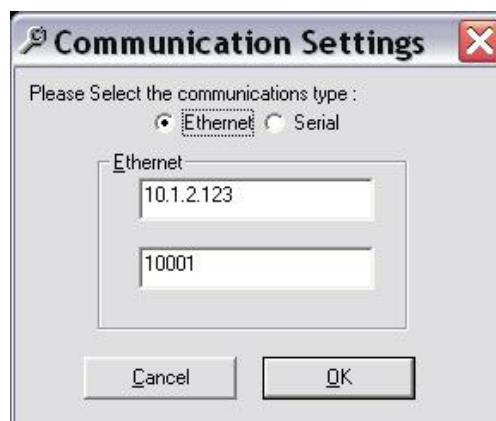 Communication Settings
Please Select the communications type :
Ethernet Serial
Ethernet
10.1.2.123
10001
Cancel OK